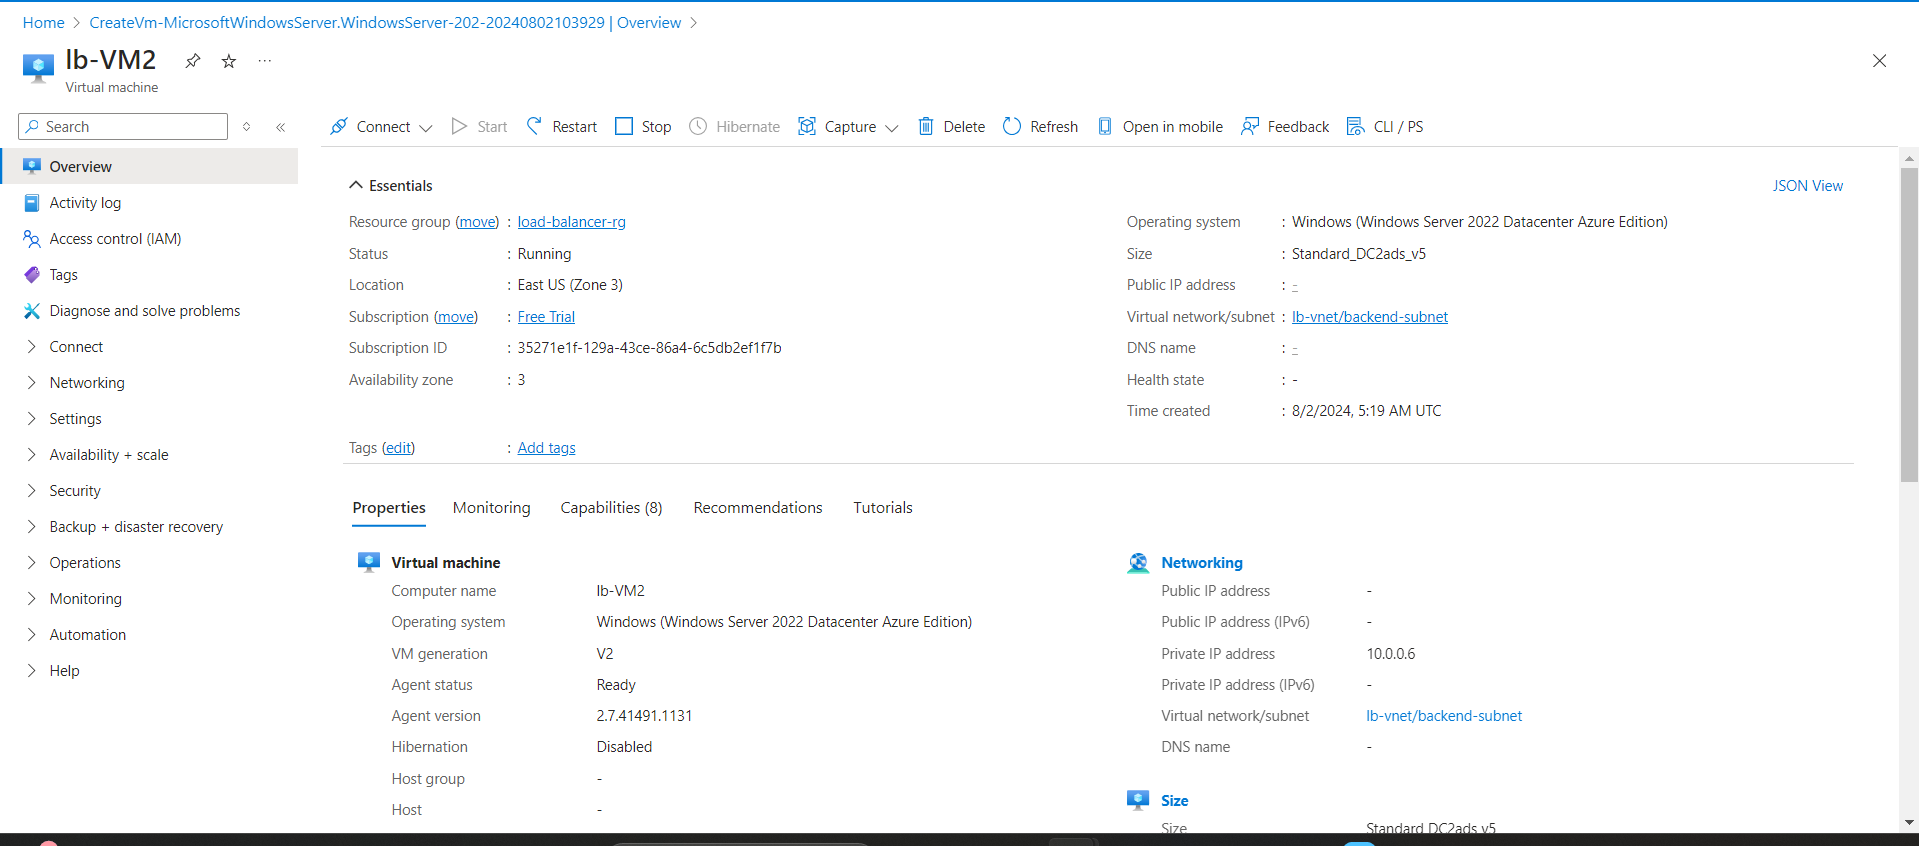 Home > CreateVm-MicrosoftWindowsServer.WindowsServer-202-20240802103929 | Overview >
lb-VM2
Virtual machine
Search
Connect Start Restart Stop Hibernate Capture Delete Refresh Open in mobile Feedback CLI / PS
Overview
Activity log
Access control (IAM)
Tags
Diagnose and solve problems
Connect
Networking
Settings
Availability + scale
Security
Backup + disaster recovery
Operations
Monitoring
Automation
Help
Essentials
JSON View
Resource group (move) : load-balancer-rg
Status : Running
Location : East US (Zone 3)
Subscription (move) : Free Trial
Subscription ID : 35271e1f-129a-43ce-86a4-6c5db2ef1f7b
Availability zone : 3
Operating system : Windows (Windows Server 2022 Datacenter Azure Edition)
Size : Standard_DC2ads_v5
Public IP address : -
Virtual network/subnet : lb-vnet/backend-subnet
DNS name : -
Health state : -
Time created : 8/2/2024, 5:19 AM UTC
Tags (edit) : Add tags
Properties Monitoring Capabilities (8) Recommendations Tutorials
Virtual machine
Computer name lb-VM2
Operating system Windows (Windows Server 2022 Datacenter Azure Edition)
VM generation V2
Agent status Ready
Agent version 2.7.41491.1131
Hibernation Disabled
Host group -
Host -
Networking
Public IP address -
Public IP address (IPv6) -
Private IP address 10.0.0.6
Private IP address (IPv6) -
Virtual network/subnet lb-vnet/backend-subnet
DNS name -
Size
Size Standard DC2ads v5